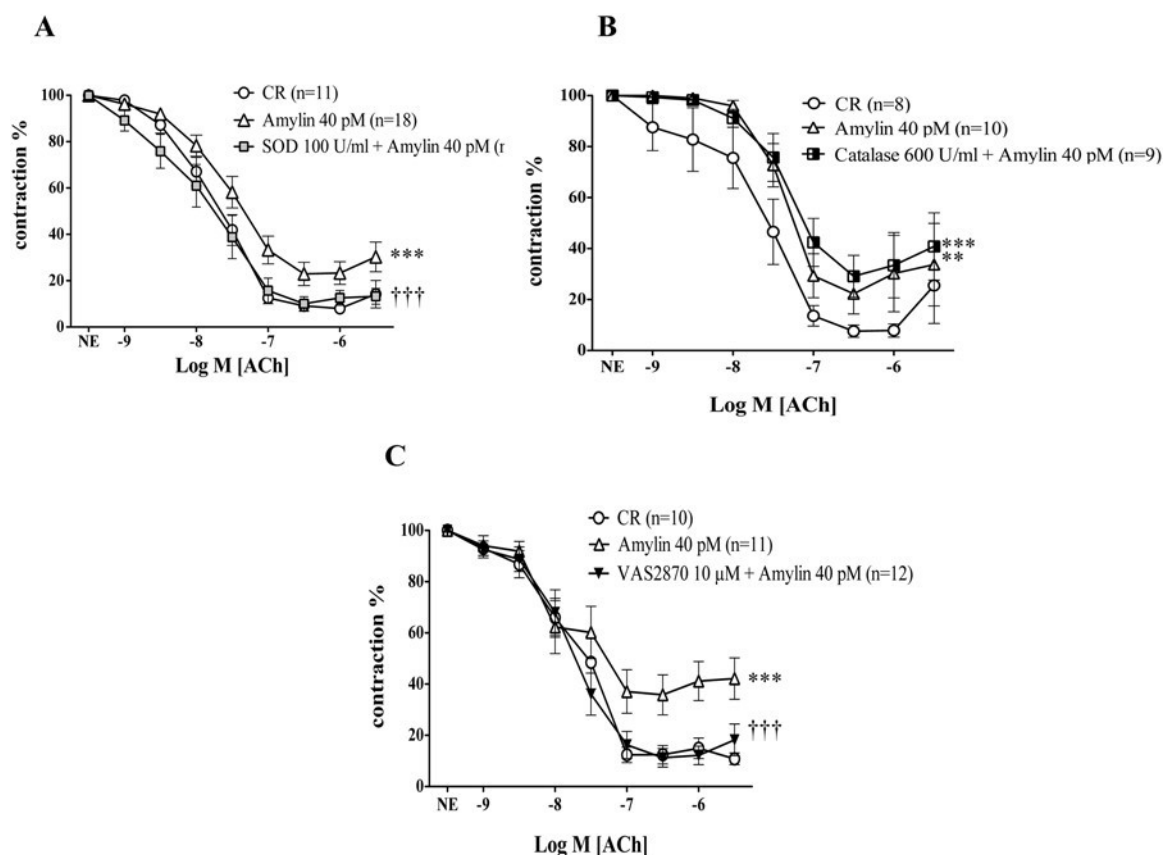 A
CR (n=11)
Amylin 40 pM (n=18)
SOD 100 U/ml + Amylin 40 pM (
contraction %
100
80
60
40
20
0
***
†††
NE
-9
-8
-7
-6
Log M [ACh]
B
CR (n=8)
Amylin 40 pM (n=10)
Catalase 600 U/ml + Amylin 40 pM (n=9)
contraction %
100
80
60
40
20
0
***
**
NE
-9
-8
-7
-6
Log M [ACh]
C
CR (n=10)
Amylin 40 pM (n=11)
VAS2870 10 µM + Amylin 40 pM (n=12)
contraction %
100
80
60
40
20
0
***
†††
NE
-9
-8
-7
-6
Log M [ACh]